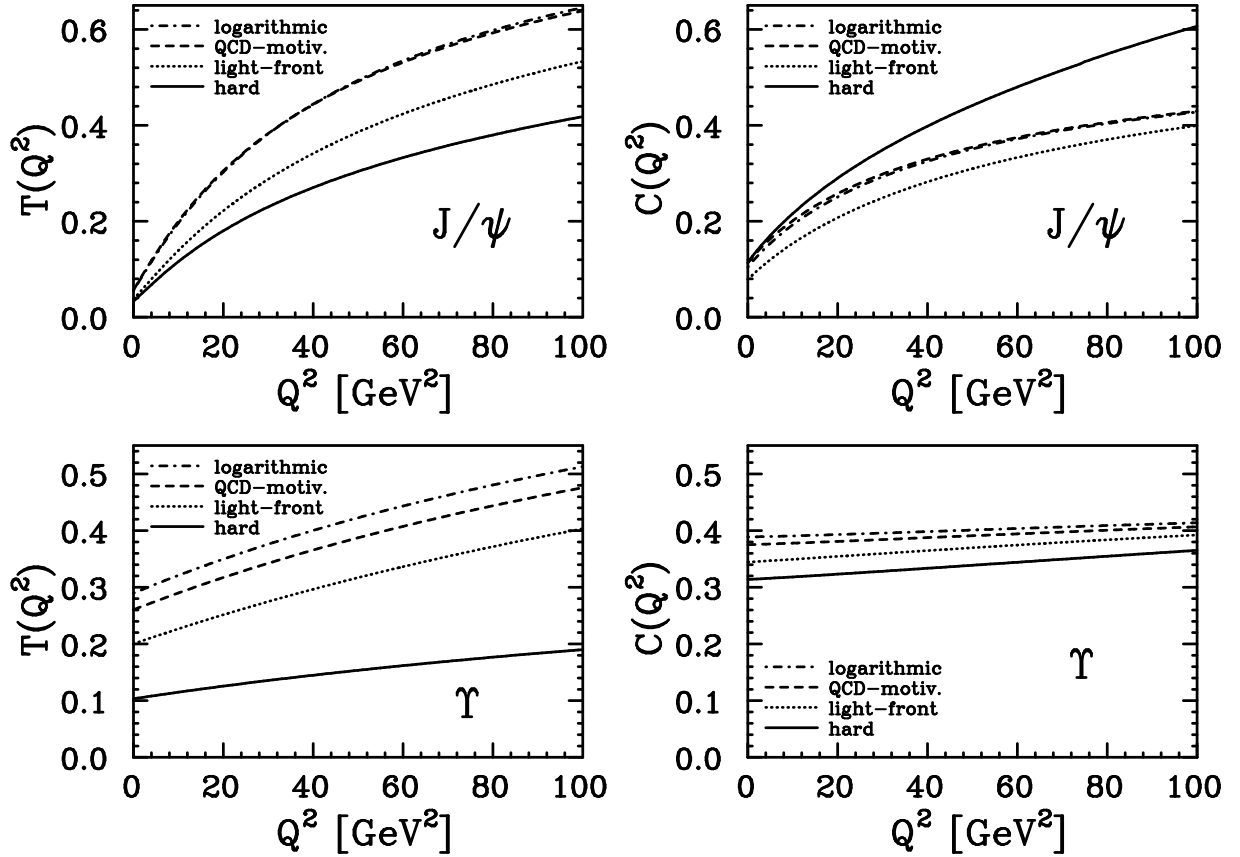 0.6
0.4
0.2
0.0
T(Q²)
logarithmic
QCD-motiv.
light-front
hard
J/ψ
0 20 40 60 80 100
Q² [GeV²]
0.6
0.4
0.2
0.0
C(Q²)
logarithmic
QCD-motiv.
light-front
hard
J/ψ
0 20 40 60 80 100
Q² [GeV²]
0.5
0.4
0.3
0.2
0.1
0.0
T(Q²)
logarithmic
QCD-motiv.
light-front
hard
ϒ
0 20 40 60 80 100
Q² [GeV²]
0.5
0.4
0.3
0.2
0.1
0.0
C(Q²)
ϒ
logarithmic
QCD-motiv.
light-front
hard
0 20 40 60 80 100
Q² [GeV²]